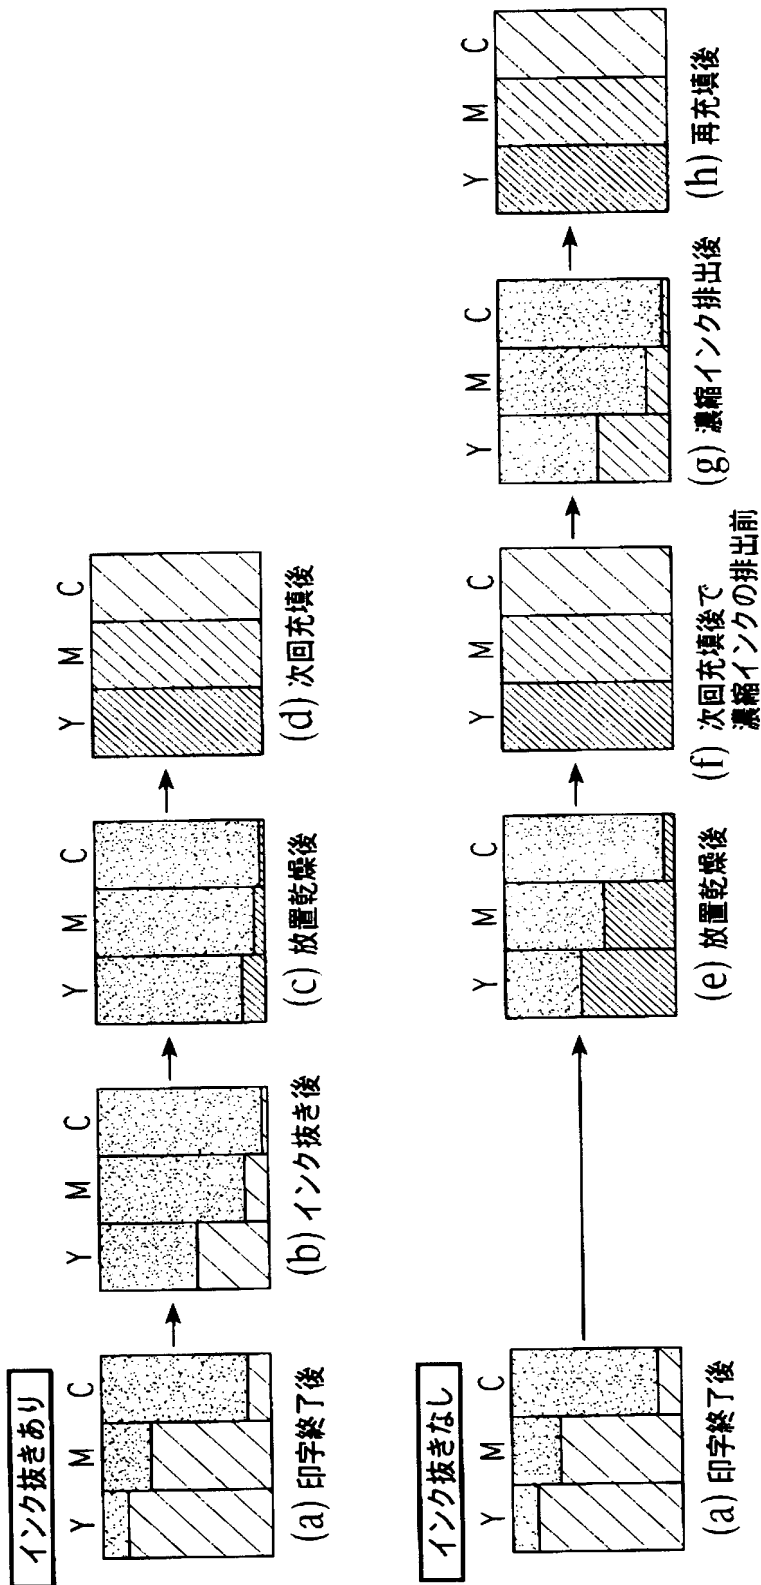 インク抜きあり
Y M C
(a) 印字終了後
Y M C
(b) インク抜き後
Y M C
(c) 放置乾燥後
Y M C
(d) 次回充填後
インク抜きなし
Y M C
(a) 印字終了後
Y M C
(e) 放置乾燥後
Y M C
(f) 次回充填後で
濃縮インクの排出前
Y M C
(g) 濃縮インク排出後
Y M C
(h) 再充填後